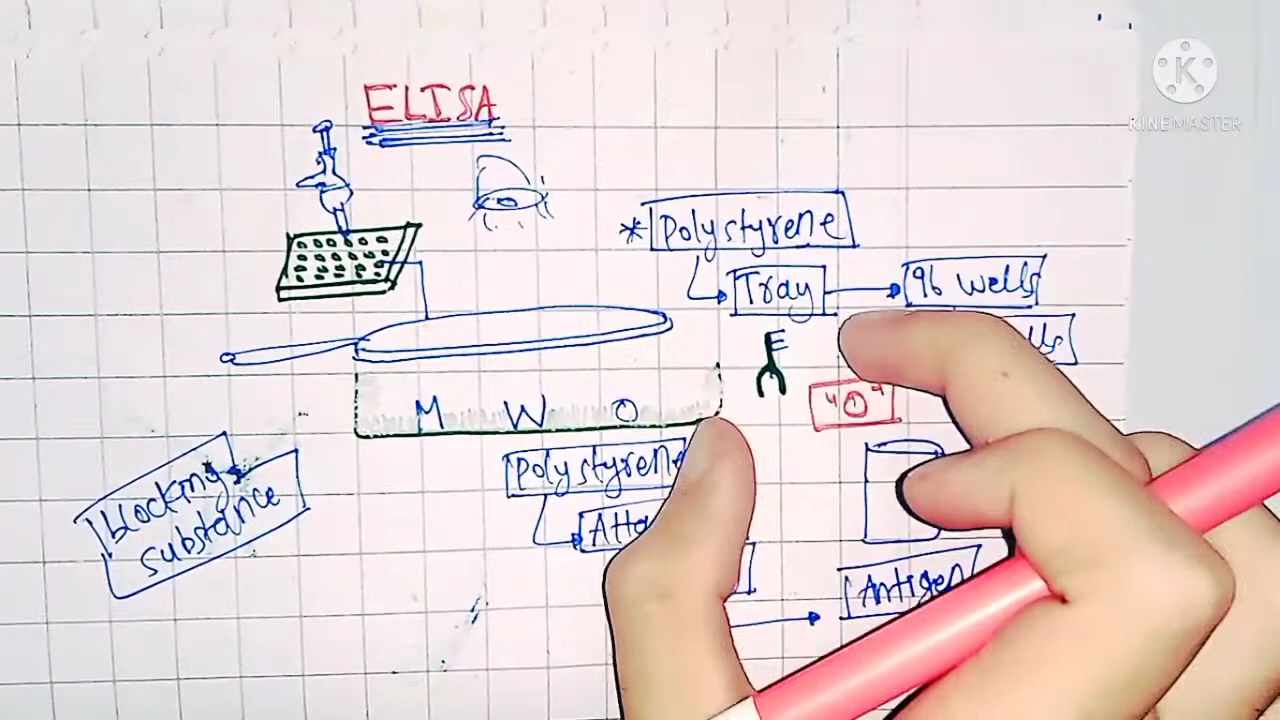 ELISA
KINEMASTER
* Polystyrene
Tray
96 wells
E
"O"
M W O
Polystyrene
blocking
substance
Antigen